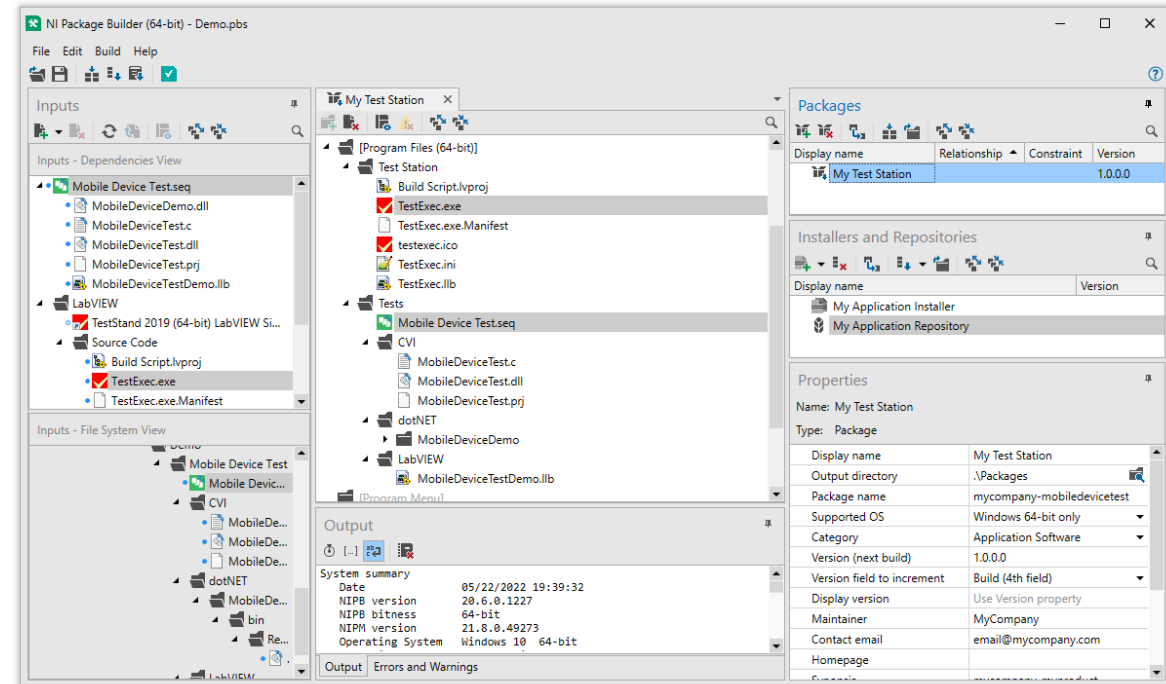 NI Package Builder (64-bit) - Demo.pbs
File Edit Build Help
Inputs
Inputs - Dependencies View
Mobile Device Test.seq
MobileDeviceDemo.dll
MobileDeviceTest.c
MobileDeviceTest.dll
MobileDeviceTest.prj
MobileDeviceTestDemo.llb
LabVIEW
TestStand 2019 (64-bit) LabVIEW Si...
Source Code
Build Script.lvproj
TestExec.exe
TestExec.exe.Manifest
Inputs - File System View
Demo
Mobile Device Test
Mobile Devic...
CVI
MobileDe...
MobileDe...
MobileDe...
dotNET
MobileDe...
bin
Re...
.
LabVIEW
My Test Station
[Program Files (64-bit)]
Test Station
Build Script.lvproj
TestExec.exe
TestExec.exe.Manifest
testexec.ico
TestExec.ini
TestExec.llb
Tests
Mobile Device Test.seq
CVI
MobileDeviceTest.c
MobileDeviceTest.dll
MobileDeviceTest.prj
dotNET
MobileDeviceDemo
LabVIEW
MobileDeviceTestDemo.llb
[Program Menu]
Output
System summary
Date 05/22/2022 19:39:32
NIPB version 20.6.0.1227
NIPB bitness 64-bit
NIPM version 21.8.0.49273
Operating System Windows 10 64-bit
Output Errors and Warnings
Packages
Display name Relationship Constraint Version
My Test Station 1.0.0.0
Installers and Repositories
Display name Version
My Application Installer
My Application Repository
Properties
Name: My Test Station
Type: Package
Display name My Test Station
Output directory .\Packages
Package name mycompany-mobiledevicetest
Supported OS Windows 64-bit only
Category Application Software
Version (next build) 1.0.0.0
Version field to increment Build (4th field)
Display version Use Version property
Maintainer MyCompany
Contact email email@mycompany.com
Homepage
Synopsis mycompany-myproduct